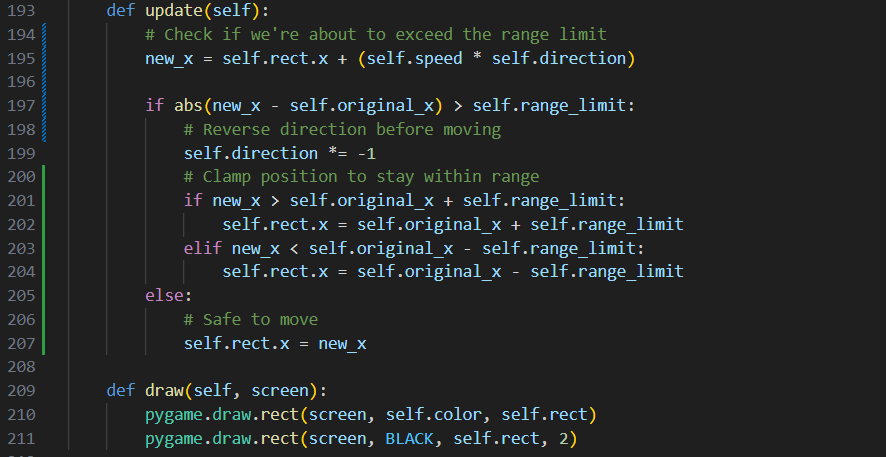 193 def update(self):
194 # Check if we're about to exceed the range limit
195 new_x = self.rect.x + (self.speed * self.direction)
196
197 if abs(new_x - self.original_x) > self.range_limit:
198 # Reverse direction before moving
199 self.direction *= -1
200 # Clamp position to stay within range
201 if new_x > self.original_x + self.range_limit:
202 self.rect.x = self.original_x + self.range_limit
203 elif new_x < self.original_x - self.range_limit:
204 self.rect.x = self.original_x - self.range_limit
205 else:
206 # Safe to move
207 self.rect.x = new_x
208
209 def draw(self, screen):
210 pygame.draw.rect(screen, self.color, self.rect)
211 pygame.draw.rect(screen, BLACK, self.rect, 2)